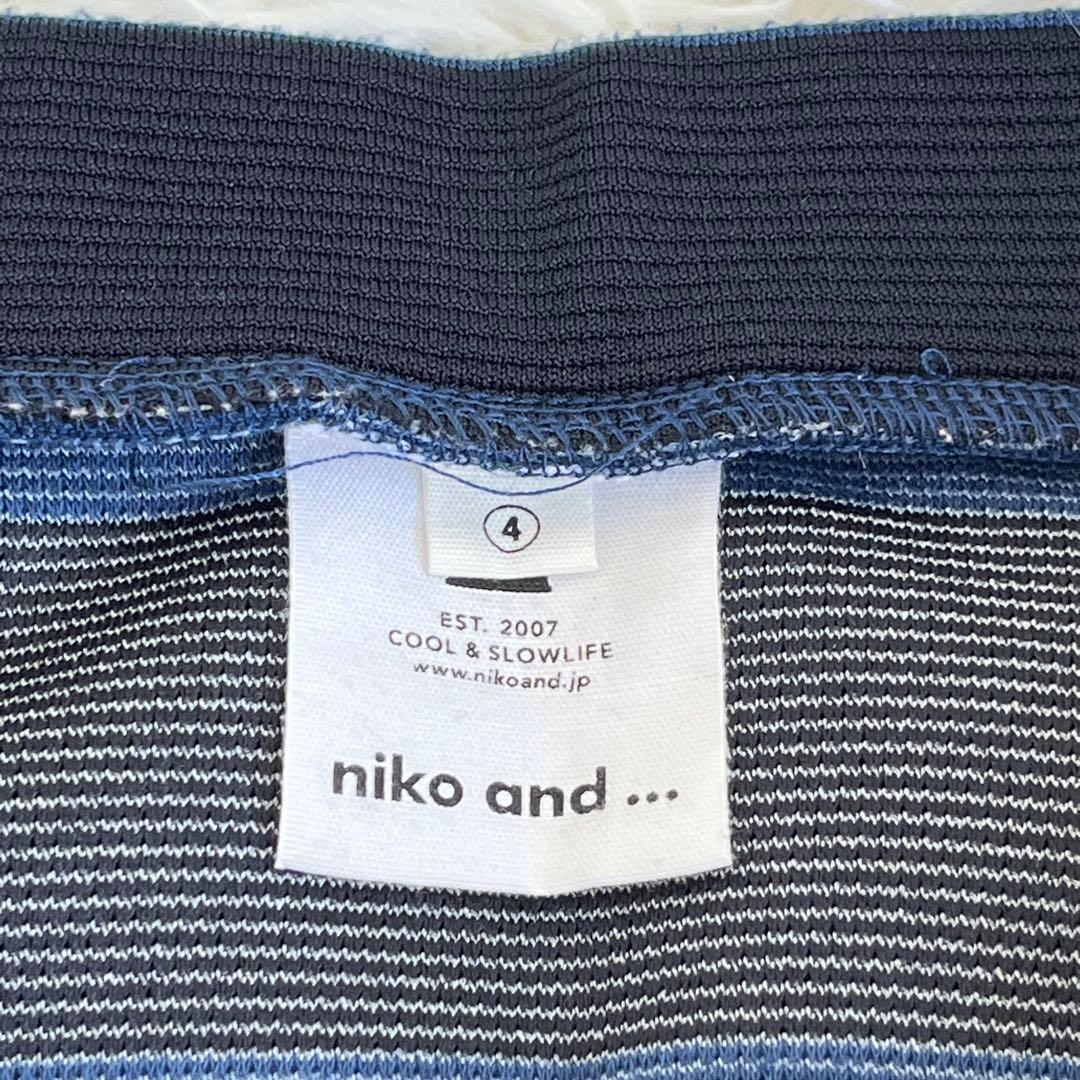 4
EST. 2007
COOL & SLOWLIFE
www.nikoand.jp
niko and ...